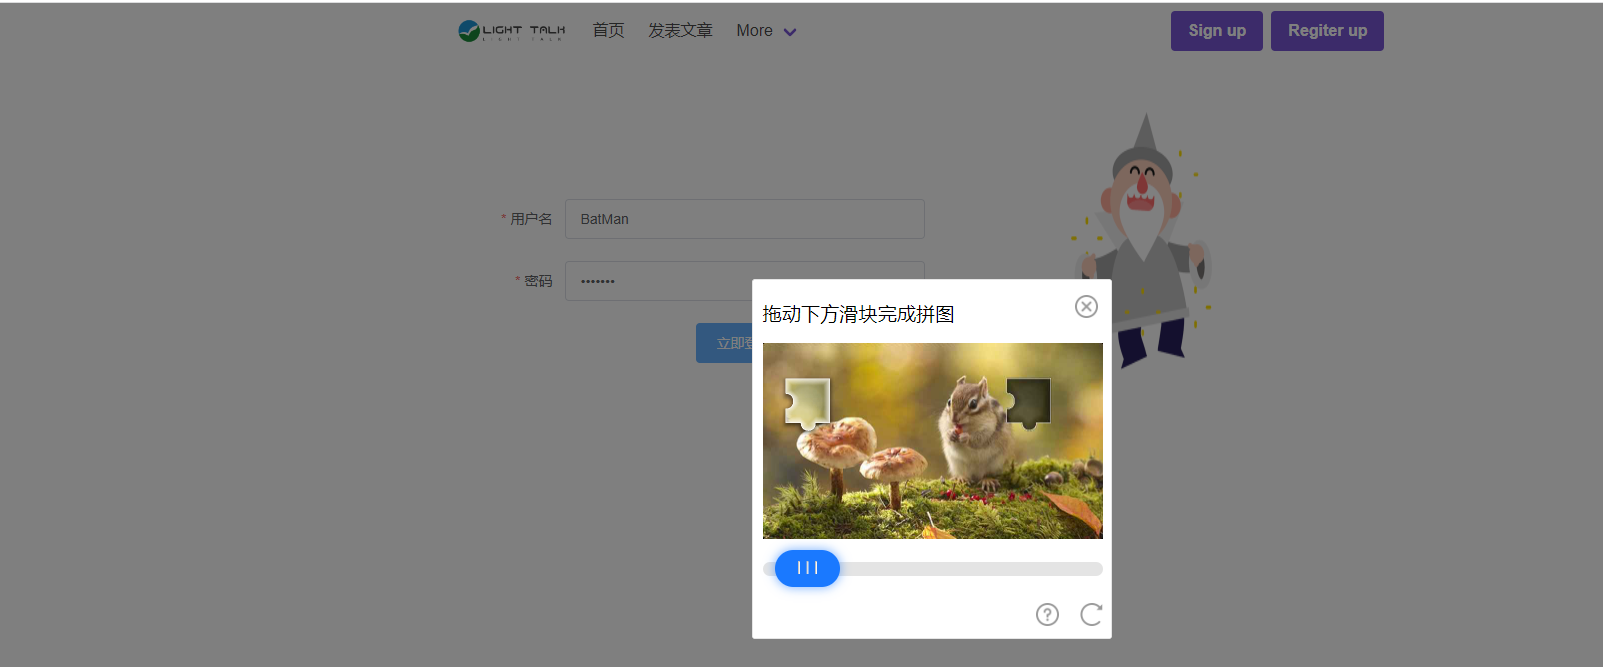 LIGHT TALK
LIGHT TALK
首页
发表文章
More
Sign up
Regiter up
* 用户名
BatMan
* 密码
•••••••
立即登
拖动下方滑块完成拼图
?